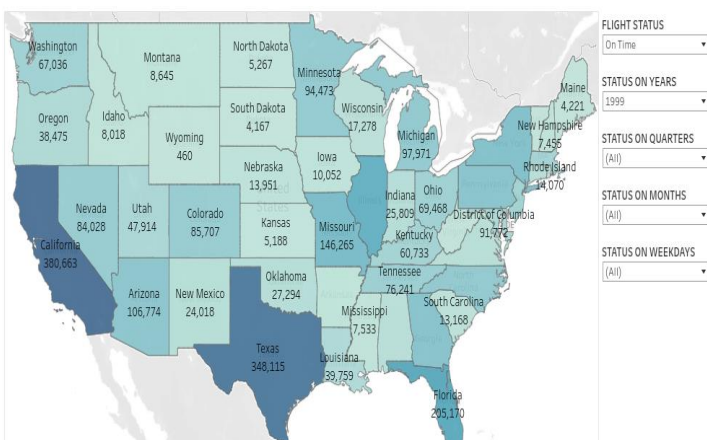 Washington
67,036
Montana
8,645
North Dakota
5,267
Minnesota
94,473
Oregon
38,475
Idaho
8,018
Wyoming
460
South Dakota
4,167
Wisconsin
17,278
Michigan
97,971
Maine
4,221
New Hampshire
7,455
Rhode Island
14,070
Nebraska
13,951
Iowa
10,052
Nevada
84,028
Utah
47,914
Colorado
85,707
Kansas
5,188
Missouri
146,265
Indiana
25,809
Ohio
69,468
District of Columbia
91,772
Kentucky
60,733
California
380,663
Arizona
106,774
New Mexico
24,018
Oklahoma
27,294
Tennessee
76,241
South Carolina
13,168
Mississippi
7,533
Texas
348,115
Louisiana
39,759
Florida
205,170
United
States
FLIGHT STATUS
On Time
STATUS ON YEARS
1999
STATUS ON QUARTERS
(All)
STATUS ON MONTHS
(All)
STATUS ON WEEKDAYS
(All)